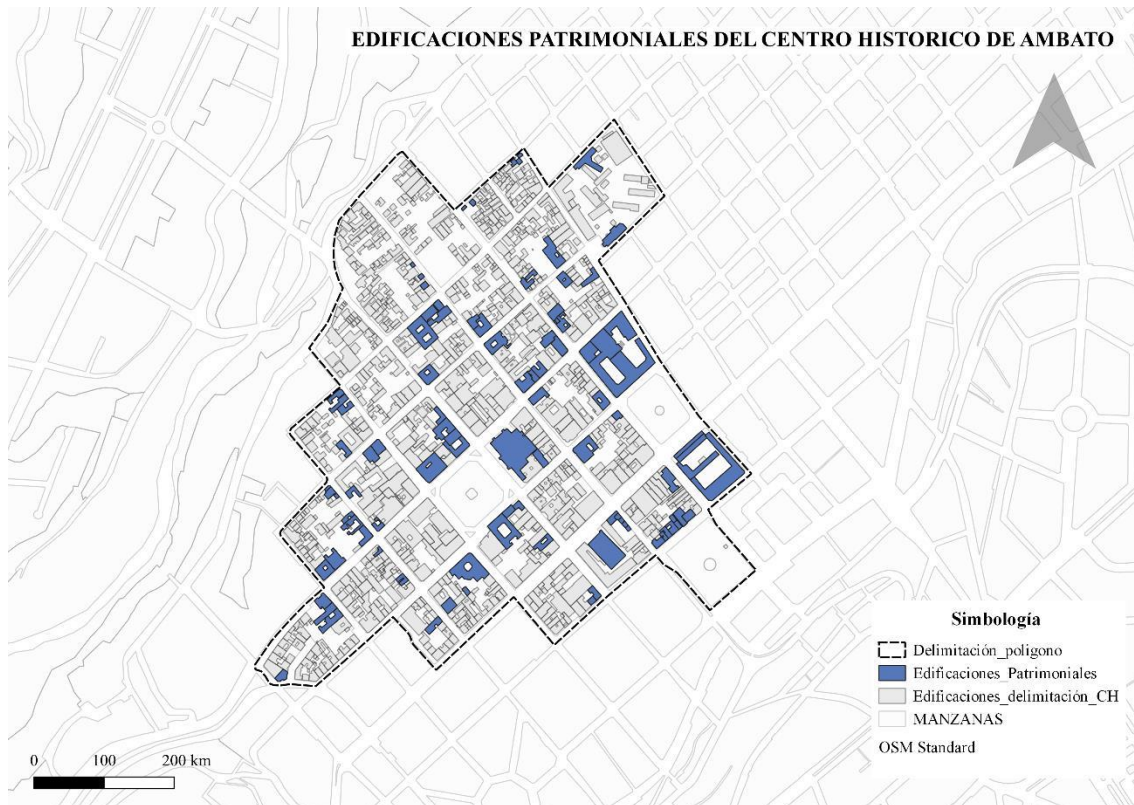 EDIFICACIONES PATRIMONIALES DEL CENTRO HISTORICO DE AMBATO
Simbología
Delimitación_poligono
Edificaciones_Patrimoniales
Edificaciones_delimitación_CH
MANZANAS
OSM Standard
0 100 200 km